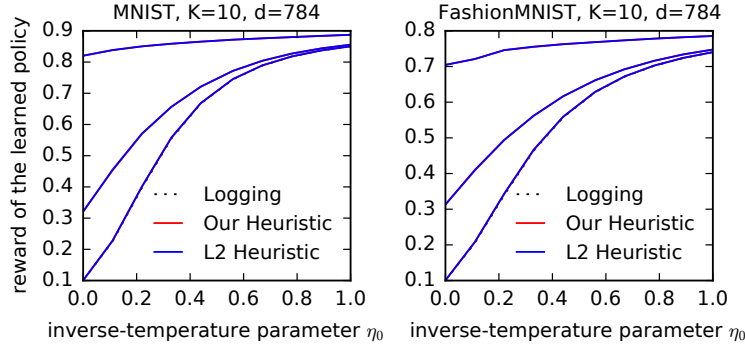 MNIST, K=10, d=784
reward of the learned policy
0.9
0.8
0.7
0.6
0.5
0.4
0.3
0.2
0.1
Logging
Our Heuristic
L2 Heuristic
0.0 0.2 0.4 0.6 0.8 1.0
inverse-temperature parameter η₀
FashionMNIST, K=10, d=784
0.8
0.7
0.6
0.5
0.4
0.3
0.2
0.1
Logging
Our Heuristic
L2 Heuristic
0.0 0.2 0.4 0.6 0.8 1.0
inverse-temperature parameter η₀